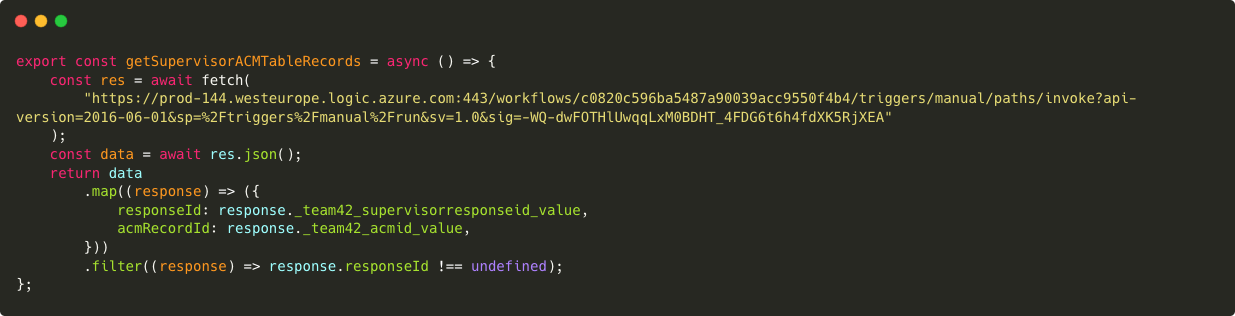 export const getSupervisorACMTableRecords = async () => {
    const res = await fetch(
        "https://prod-144.westeurope.logic.azure.com:443/workflows/c0820c596ba5487a90039acc9550f4b4/triggers/manual/paths/invoke?api-
version=2016-06-01&sp=%2Ftriggers%2Fmanual%2Frun&sv=1.0&sig=-WQ-dwFOTHlUwqqLxM0BDHT_4FDG6t6h4fdXK5RjXEA"
    );
    const data = await res.json();
    return data
        .map((response) => ({
            responseId: response._team42_supervisorresponseid_value,
            acmRecordId: response._team42_acmid_value,
        }))
        .filter((response) => response.responseId !== undefined);
};